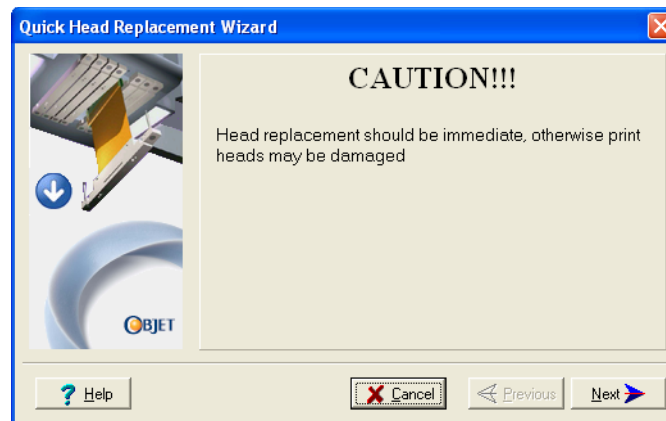 Quick Head Replacement Wizard
CAUTION!!!
Head replacement should be immediate, otherwise print
heads may be damaged
OBJET
Help
Cancel
Previous
Next